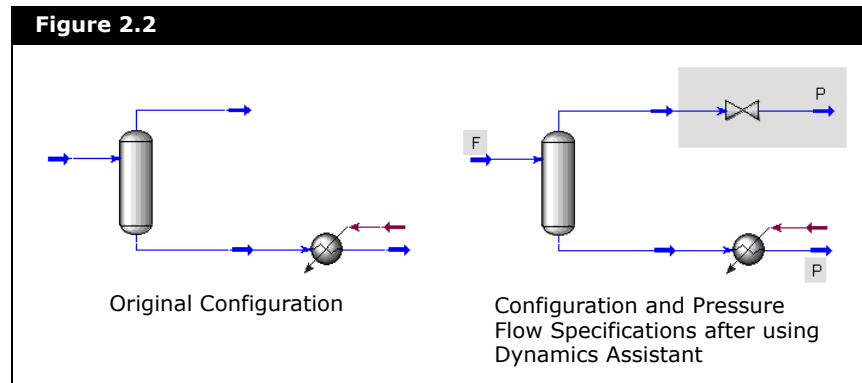 Figure 2.2
P
F
P
Original Configuration
Configuration and Pressure
Flow Specifications after using
Dynamics Assistant